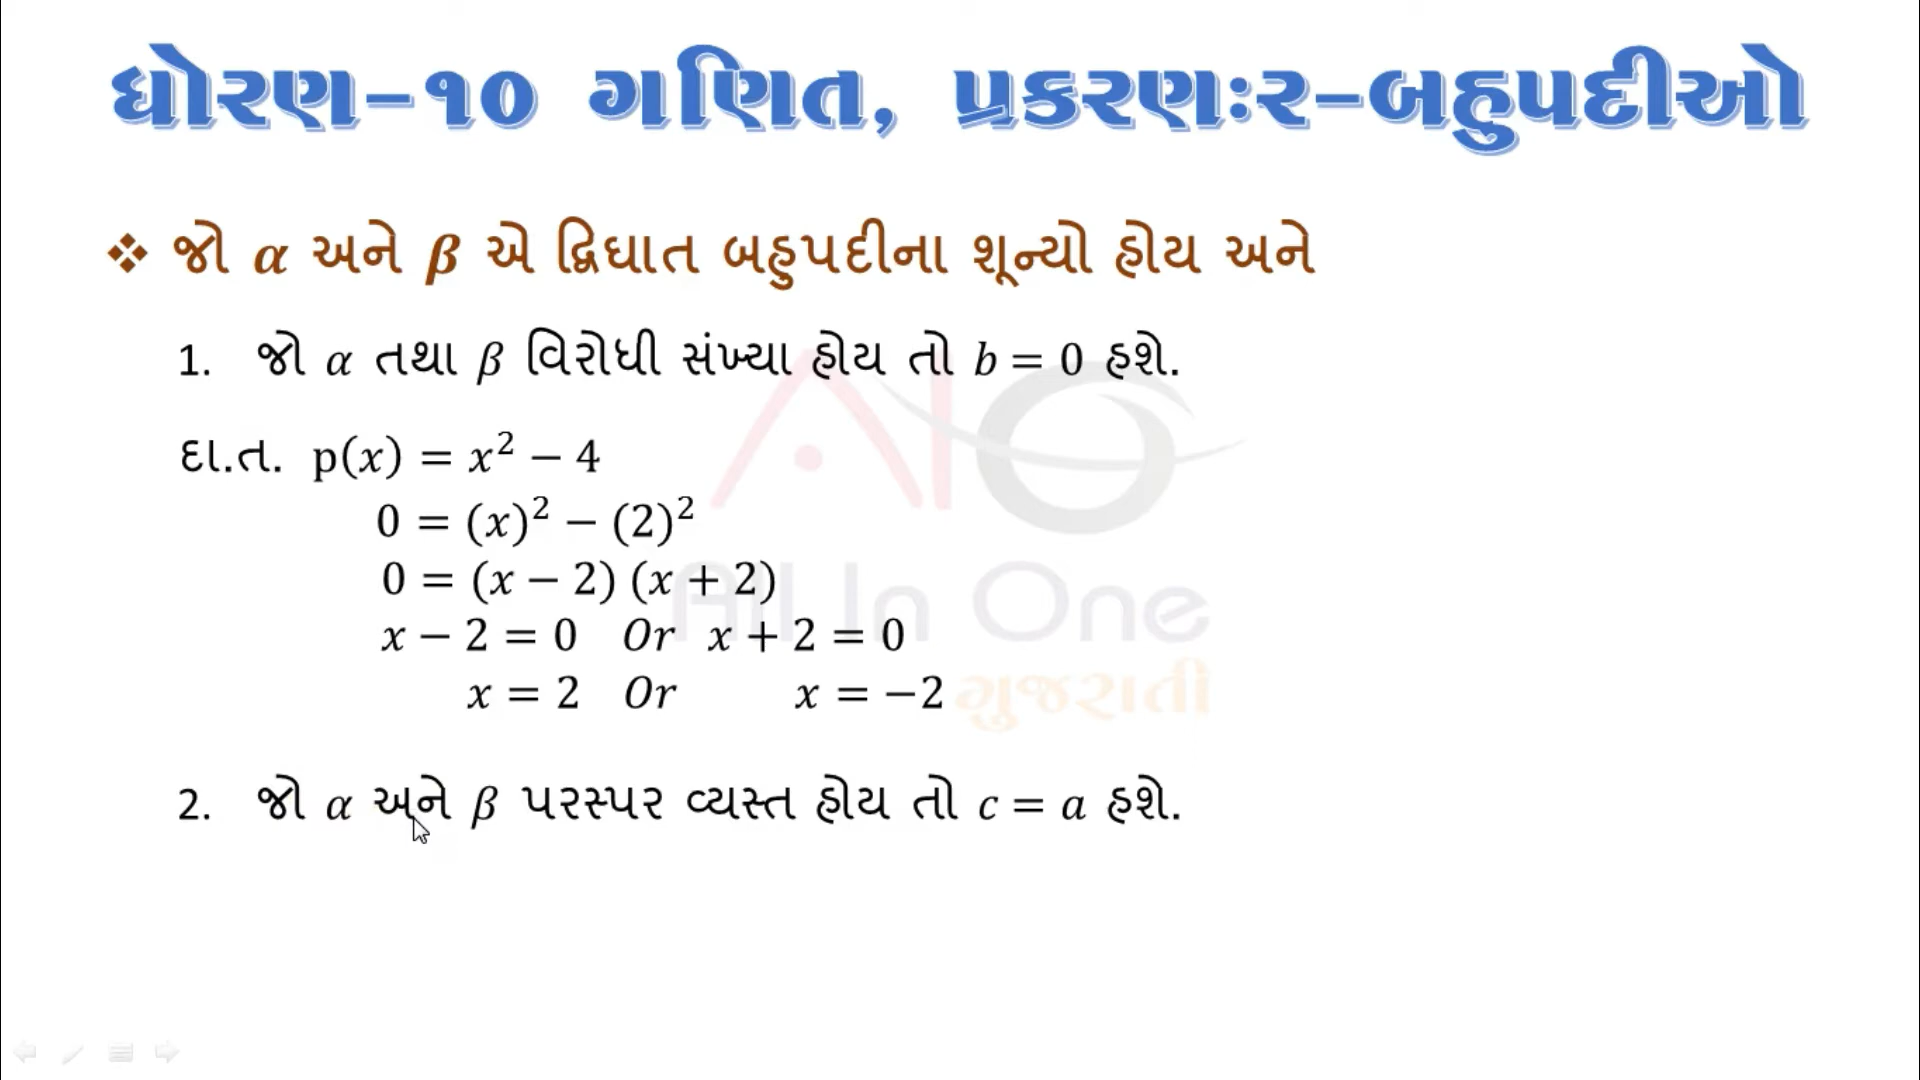 ધોરણ-૧૦ ગણિત, પ્રકરણઃ૨-બહુપદીઓ
❖ જો α અને β એ દ્વિઘાત બહુપદીના શૂન્યો હોય અને
1. જો α તથા β વિરોધી સંખ્યા હોય તો b = 0 હશે.
દા.ત. p(x) = x² − 4
0 = (x)² − (2)²
0 = (x − 2) (x + 2)
x − 2 = 0 Or x + 2 = 0
x = 2 Or x = −2
2. જો α અને β પરસ્પર વ્યસ્ત હોય તો c = a હશે.
AIO
All In One
ગુજરાતી